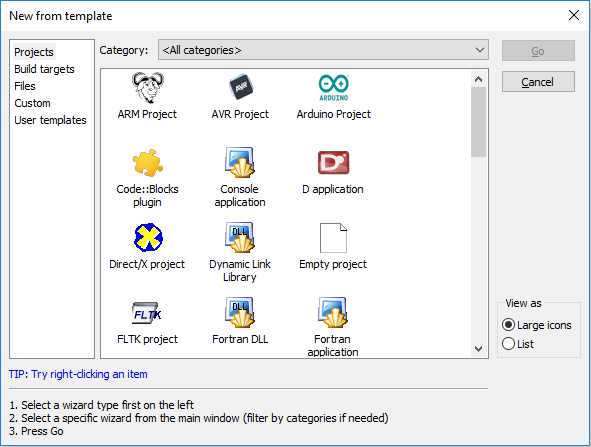 New from template
Projects
Build targets
Files
Custom
User templates
Category: <All categories>
Go
Cancel
AVR
ARDUINO
ARM Project AVR Project Arduino Project
D
Code::Blocks
plugin
Console
application
D application
DLL
Direct/X project
Dynamic Link
Library
Empty project
FLTK
DLL
FLTK project
Fortran DLL
Fortran
application
View as
Large icons
List
TIP: Try right-clicking an item
1. Select a wizard type first on the left
2. Select a specific wizard from the main window (filter by categories if needed)
3. Press Go